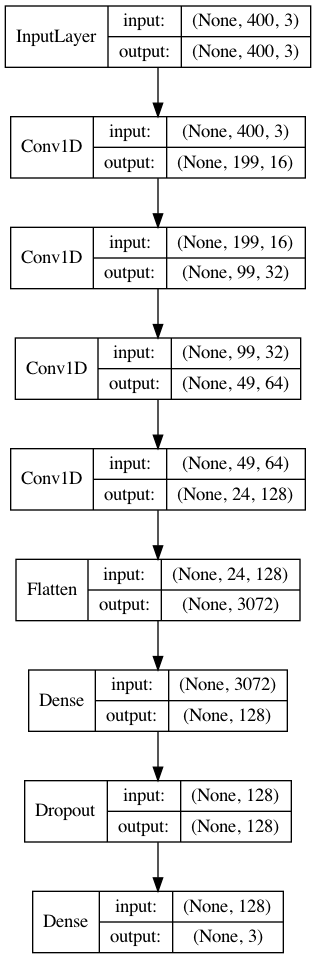 InputLayer
input: (None, 400, 3)
output: (None, 400, 3)
Conv1D
input: (None, 400, 3)
output: (None, 199, 16)
Conv1D
input: (None, 199, 16)
output: (None, 99, 32)
Conv1D
input: (None, 99, 32)
output: (None, 49, 64)
Conv1D
input: (None, 49, 64)
output: (None, 24, 128)
Flatten
input: (None, 24, 128)
output: (None, 3072)
Dense
input: (None, 3072)
output: (None, 128)
Dropout
input: (None, 128)
output: (None, 128)
Dense
input: (None, 128)
output: (None, 3)